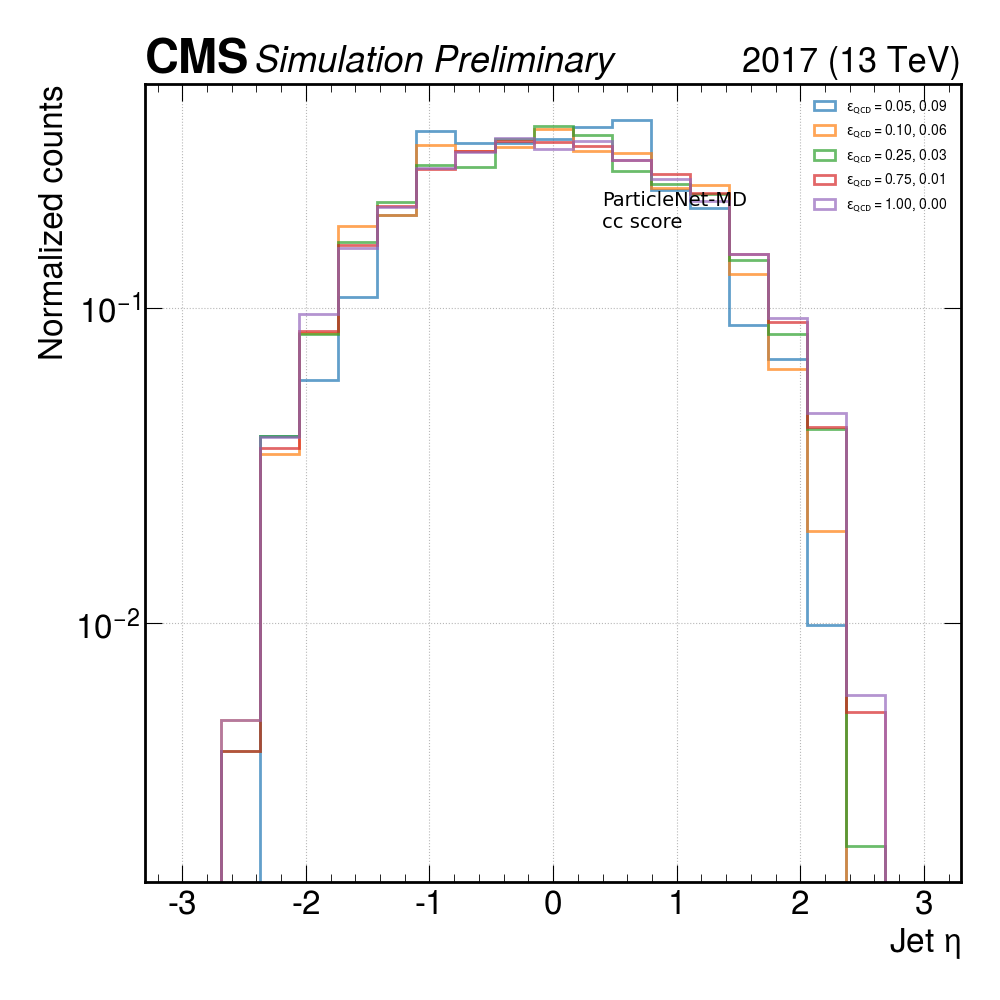 CMS Simulation Preliminary 2017 (13 TeV)
Normalized counts
ε_QCD = 0.05, 0.09
ε_QCD = 0.10, 0.06
ε_QCD = 0.25, 0.03
ε_QCD = 0.75, 0.01
ε_QCD = 1.00, 0.00
ParticleNet-MD
cc score
10⁻¹
10⁻²
-3 -2 -1 0 1 2 3
Jet η